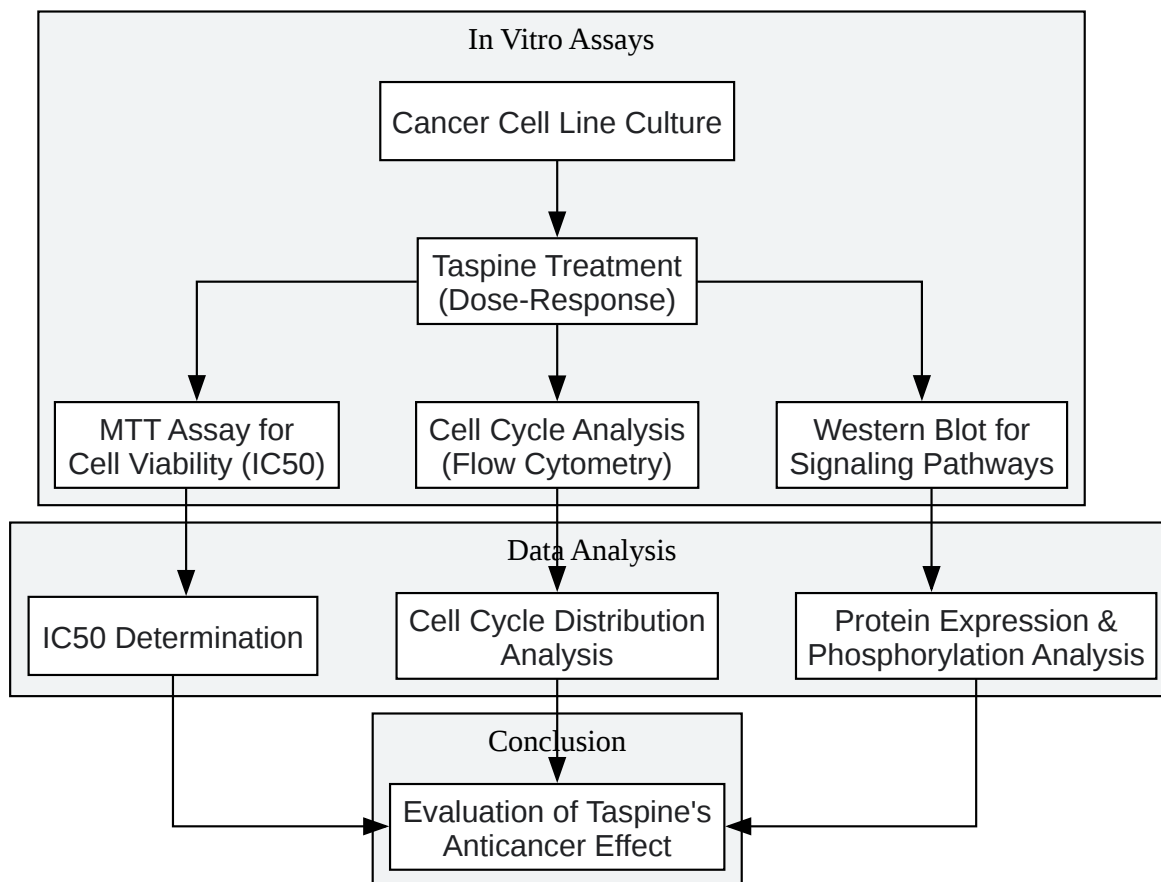 In Vitro Assays
Cancer Cell Line Culture
Taspine Treatment
(Dose-Response)
MTT Assay for
Cell Viability (IC50)
Cell Cycle Analysis
(Flow Cytometry)
Western Blot for
Signaling Pathways
Data Analysis
IC50 Determination
Cell Cycle Distribution
Analysis
Protein Expression &
Phosphorylation Analysis
Conclusion
Evaluation of Taspine's
Anticancer Effect